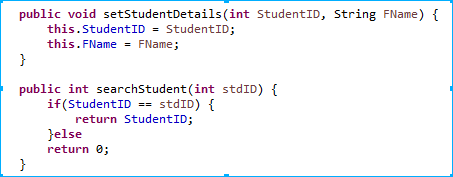 public void setStudentDetails(int StudentID, String FName) {
    this.StudentID = StudentID;
    this.FName = FName;
}
public int searchStudent(int stdID) {
    if(StudentID == stdID) {
        return StudentID;
    }else
    return 0;
}